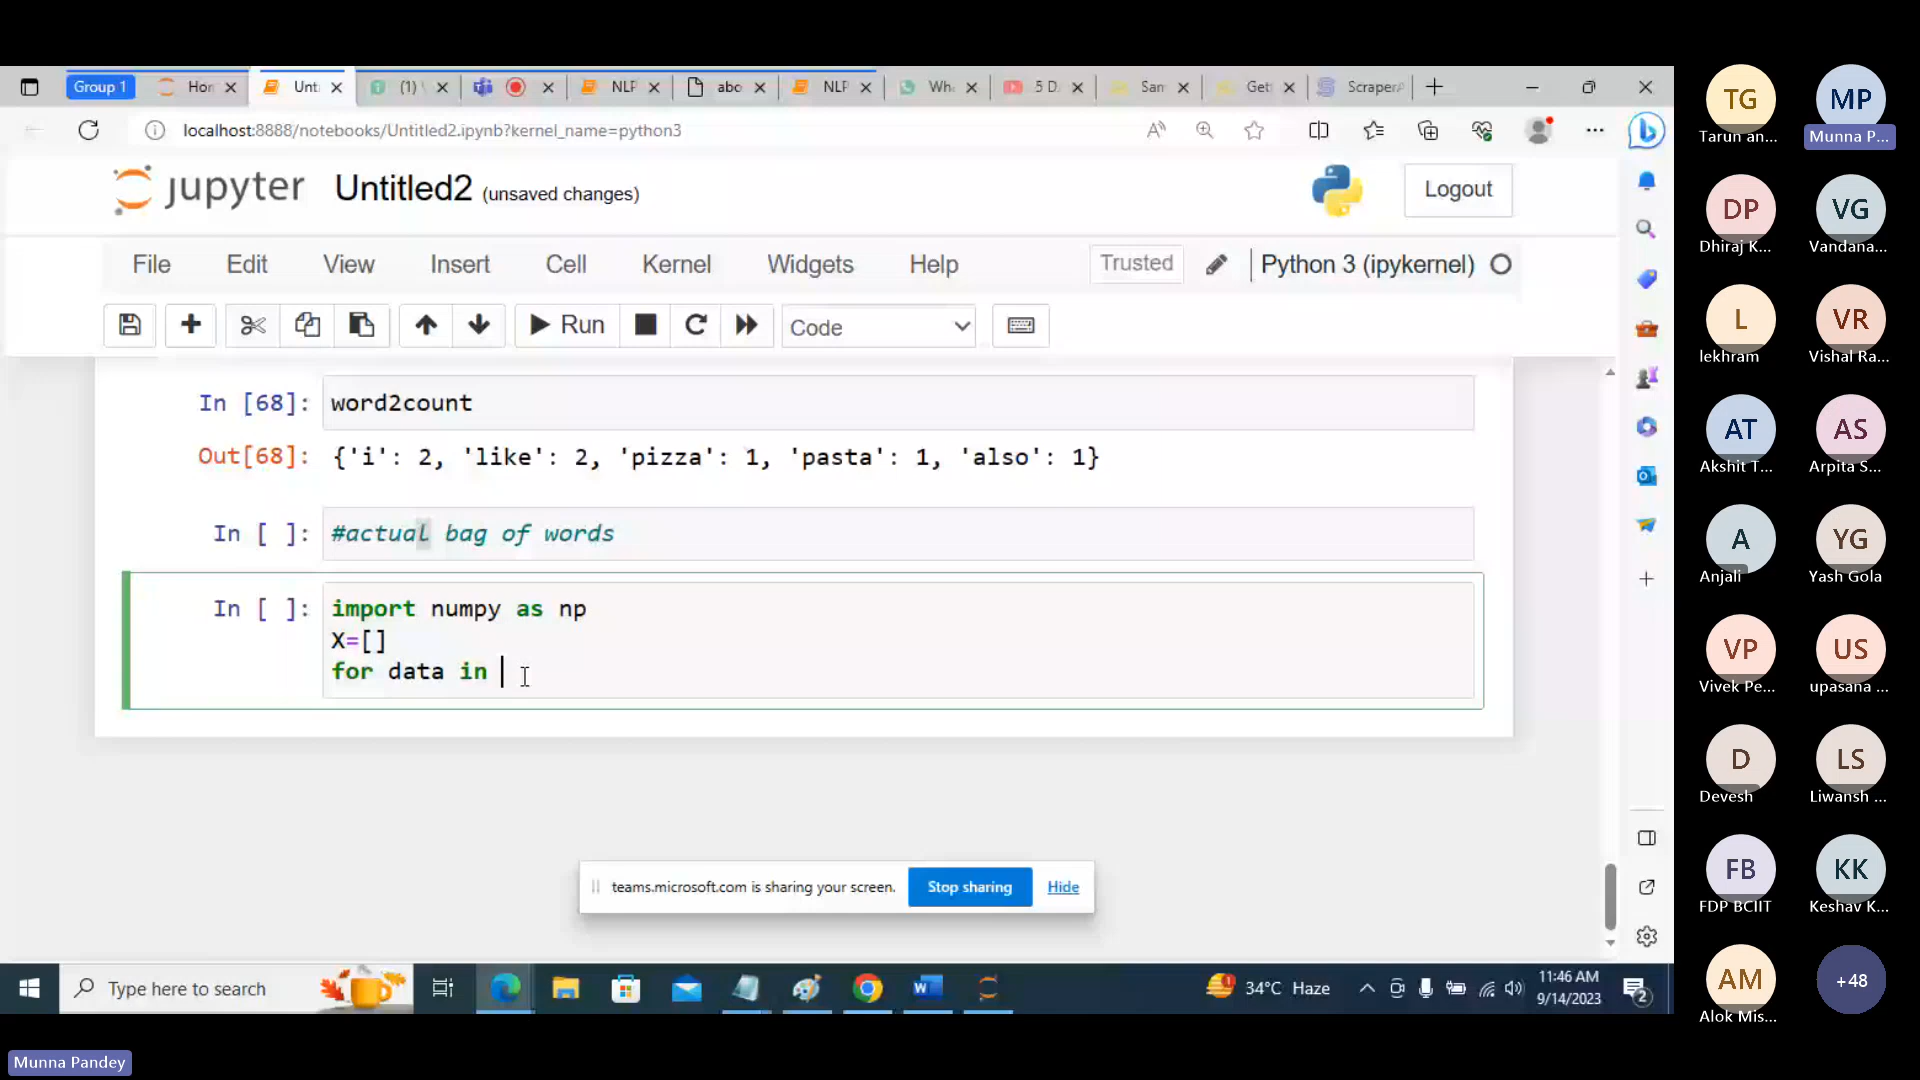 Group 1
Hor
Unti
(1)
NLF
abo
NLF
Wh
5 D
San
Get
Scraper
localhost:8888/notebooks/Untitled2.ipynb?kernel_name=python3
jupyter Untitled2 (unsaved changes)
Logout
File Edit View Insert Cell Kernel Widgets Help
Trusted
Python 3 (ipykernel)
Run
Code
In [68]: word2count
Out[68]: {'i': 2, 'like': 2, 'pizza': 1, 'pasta': 1, 'also': 1}
In [ ]: #actual bag of words
In [ ]: import numpy as np
X=[]
for data in
teams.microsoft.com is sharing your screen.
Stop sharing
Hide
Type here to search
34°C Haze
11:46 AM
9/14/2023
2
Munna Pandey
TG
Tarun an...
MP
Munna P...
DP
Dhiraj K...
VG
Vandana...
L
lekhram
VR
Vishal Ra...
AT
Akshit T...
AS
Arpita S...
A
Anjali
YG
Yash Gola
VP
Vivek Pe...
US
upasana ...
D
Devesh
LS
Liwansh ...
FB
FDP BCIIT
KK
Keshav K...
AM
Alok Mis...
+48